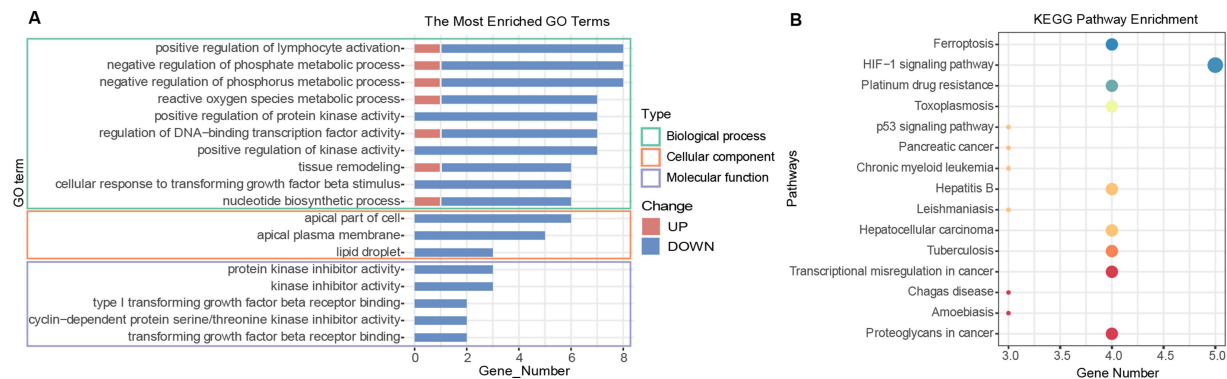 A
The Most Enriched GO Terms
GO term
positive regulation of lymphocyte activation
negative regulation of phosphate metabolic process
negative regulation of phosphorus metabolic process
reactive oxygen species metabolic process
positive regulation of protein kinase activity
regulation of DNA−binding transcription factor activity
positive regulation of kinase activity
tissue remodeling
cellular response to transforming growth factor beta stimulus
nucleotide biosynthetic process
apical part of cell
apical plasma membrane
lipid droplet
protein kinase inhibitor activity
kinase inhibitor activity
type I transforming growth factor beta receptor binding
cyclin−dependent protein serine/threonine kinase inhibitor activity
transforming growth factor beta receptor binding
0 2 4 6 8
Gene_Number
Type
Biological process
Cellular component
Molecular function
Change
UP
DOWN
B
KEGG Pathway Enrichment
Pathways
Ferroptosis
HIF−1 signaling pathway
Platinum drug resistance
Toxoplasmosis
p53 signaling pathway
Pancreatic cancer
Chronic myeloid leukemia
Hepatitis B
Leishmaniasis
Hepatocellular carcinoma
Tuberculosis
Transcriptional misregulation in cancer
Chagas disease
Amoebiasis
Proteoglycans in cancer
3.0 3.5 4.0 4.5 5.0
Gene Number